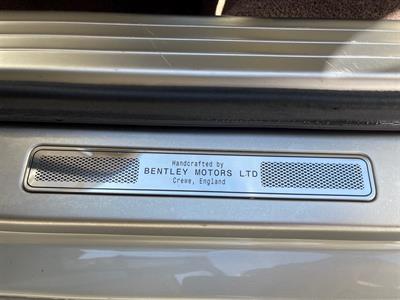 Handcrafted by
BENTLEY MOTORS LTD
Crewe, England